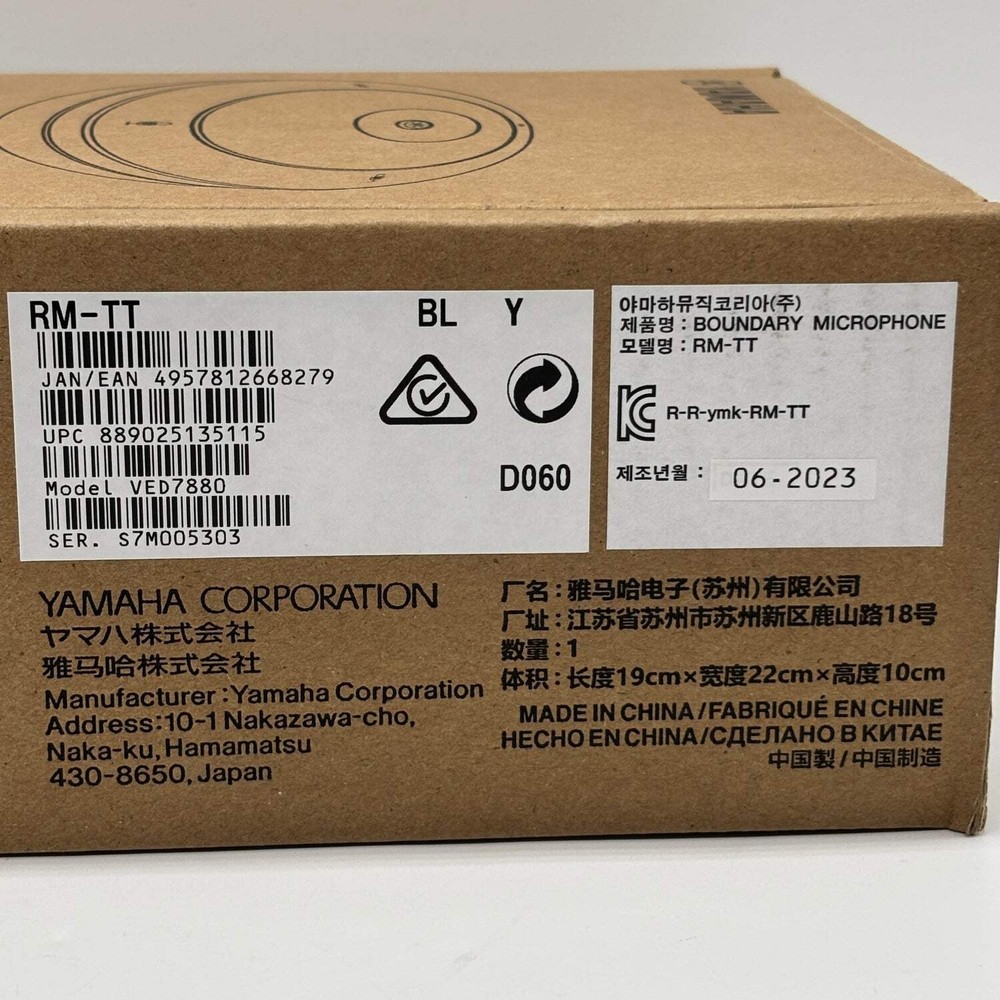 YAMAHA
RM-TT
BL Y
JAN/EAN 4957812668279
UPC 889025135115
Model VED7880
SER. S7M005303
D060
야마하뮤직코리아(주)
제품명 : BOUNDARY MICROPHONE
모델명 : RM-TT
R-R-ymk-RM-TT
제조년월 : 06-2023
YAMAHA CORPORATION
ヤマハ株式会社
雅马哈株式会社
Manufacturer :Yamaha Corporation
Address:10-1 Nakazawa-cho,
Naka-ku, Hamamatsu
430-8650, Japan
厂名：雅马哈电子(苏州)有限公司
厂址：江苏省苏州市苏州新区鹿山路18号
数量：1
体积：长度19cm×宽度22cm×高度10cm
MADE IN CHINA/FABRIQUÉ EN CHINE
HECHO EN CHINA/СДЕЛАНО В КИТАЕ
中国製/中国制造